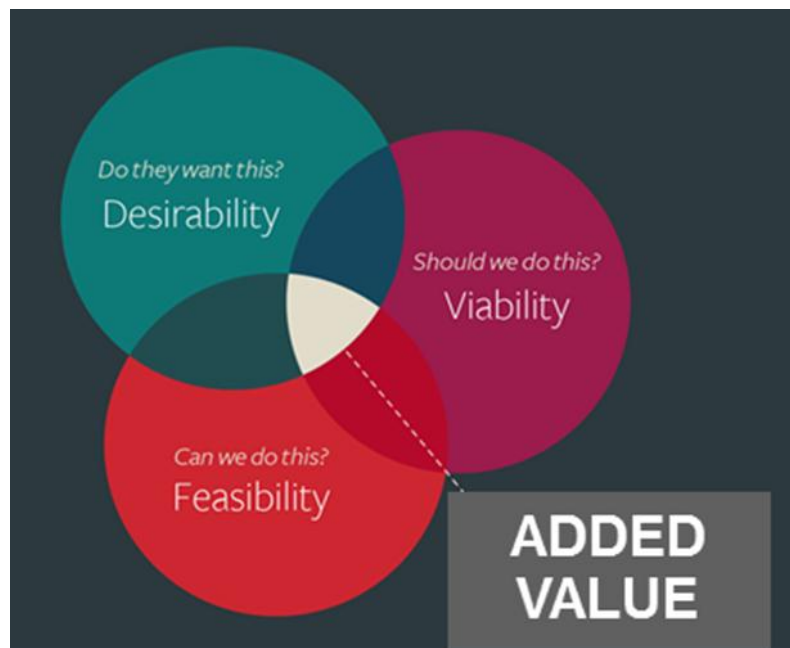 Do they want this?
Desirability
Should we do this?
Viability
Can we do this?
Feasibility
ADDED
VALUE